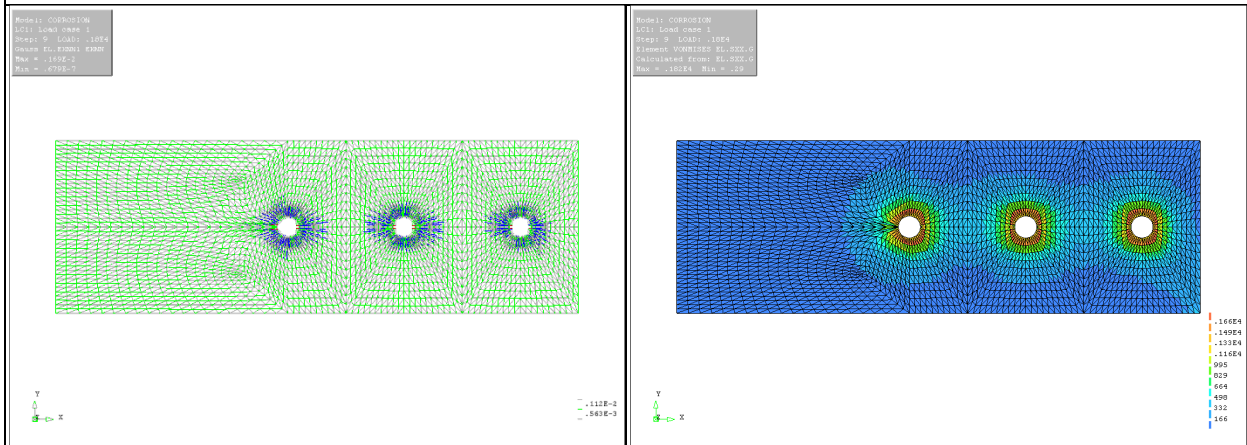 Model: CORROSION
LC1: Load case 1
Step: 9 LOAD: .18E4
Gauss EL.EKNN1 EKNN
Max = .169E-2
Min = .679E-7
Y
X
.112E-2
.563E-3
Model: CORROSION
LC1: Load case 1
Step: 9 LOAD: .18E4
Element VONMISES EL.SXX.G
Calculated from: EL.SXX.G
Max = .182E4 Min = .29
Y
X
.166E4
.149E4
.133E4
.116E4
995
829
664
498
332
166